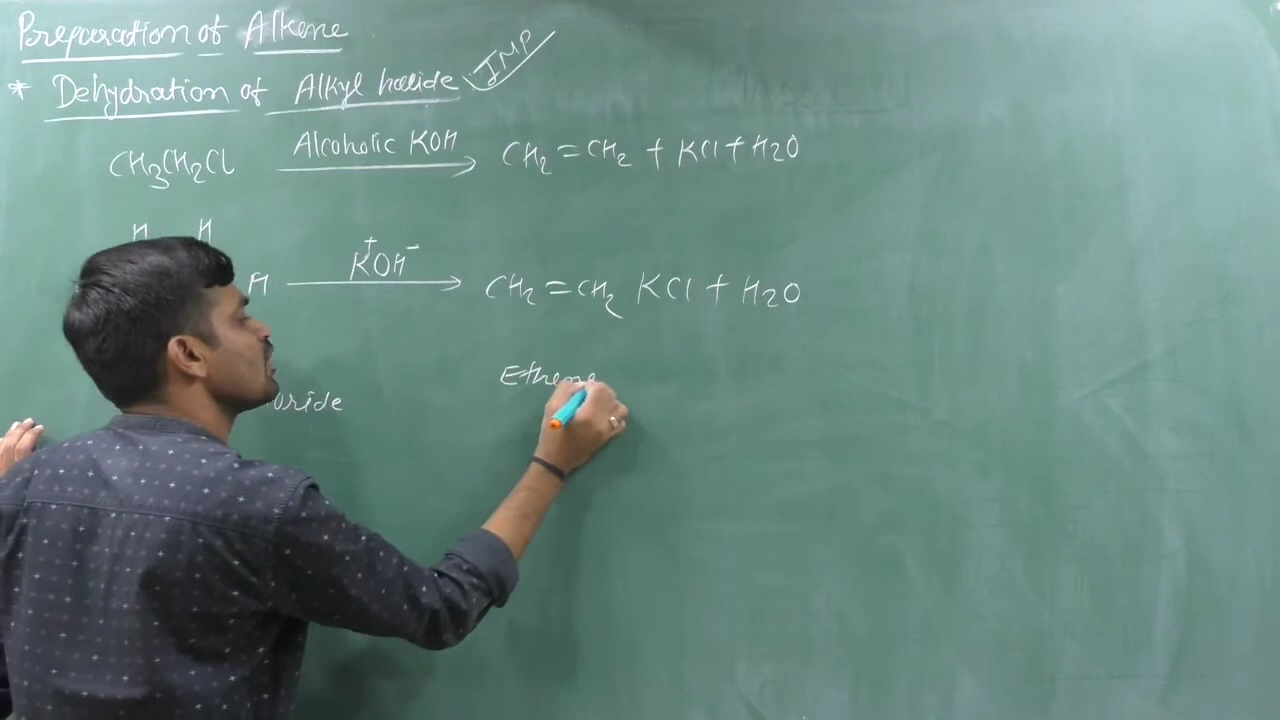 Preparation of Alkene
* Dehydration of Alkyl halide IMP
CH3CH2Cl Alcoholic KOH → CH2 = CH2 + KCl + H2O
H H
H K+OH- → CH2 = CH2 KCl + H2O
Ethene
oride